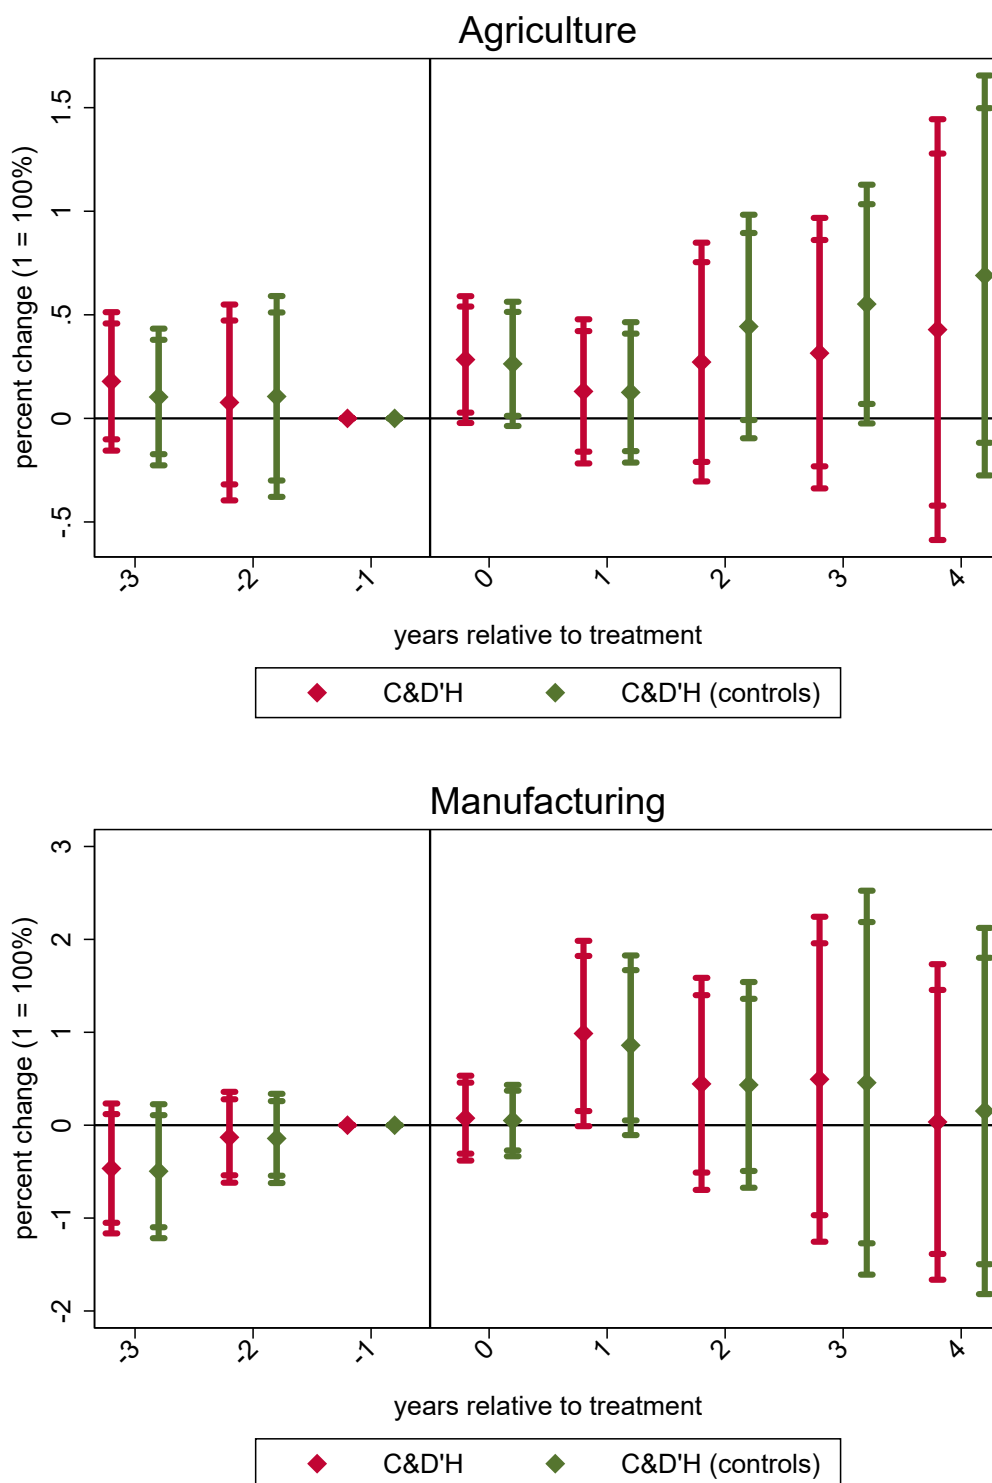 Agriculture
percent change (1 = 100%)
1.5
1
.5
0
-.5
-3 -2 -1 0 1 2 3 4
years relative to treatment
C&D'H C&D'H (controls)
Manufacturing
percent change (1 = 100%)
3
2
1
0
-1
-2
-3 -2 -1 0 1 2 3 4
years relative to treatment
C&D'H C&D'H (controls)